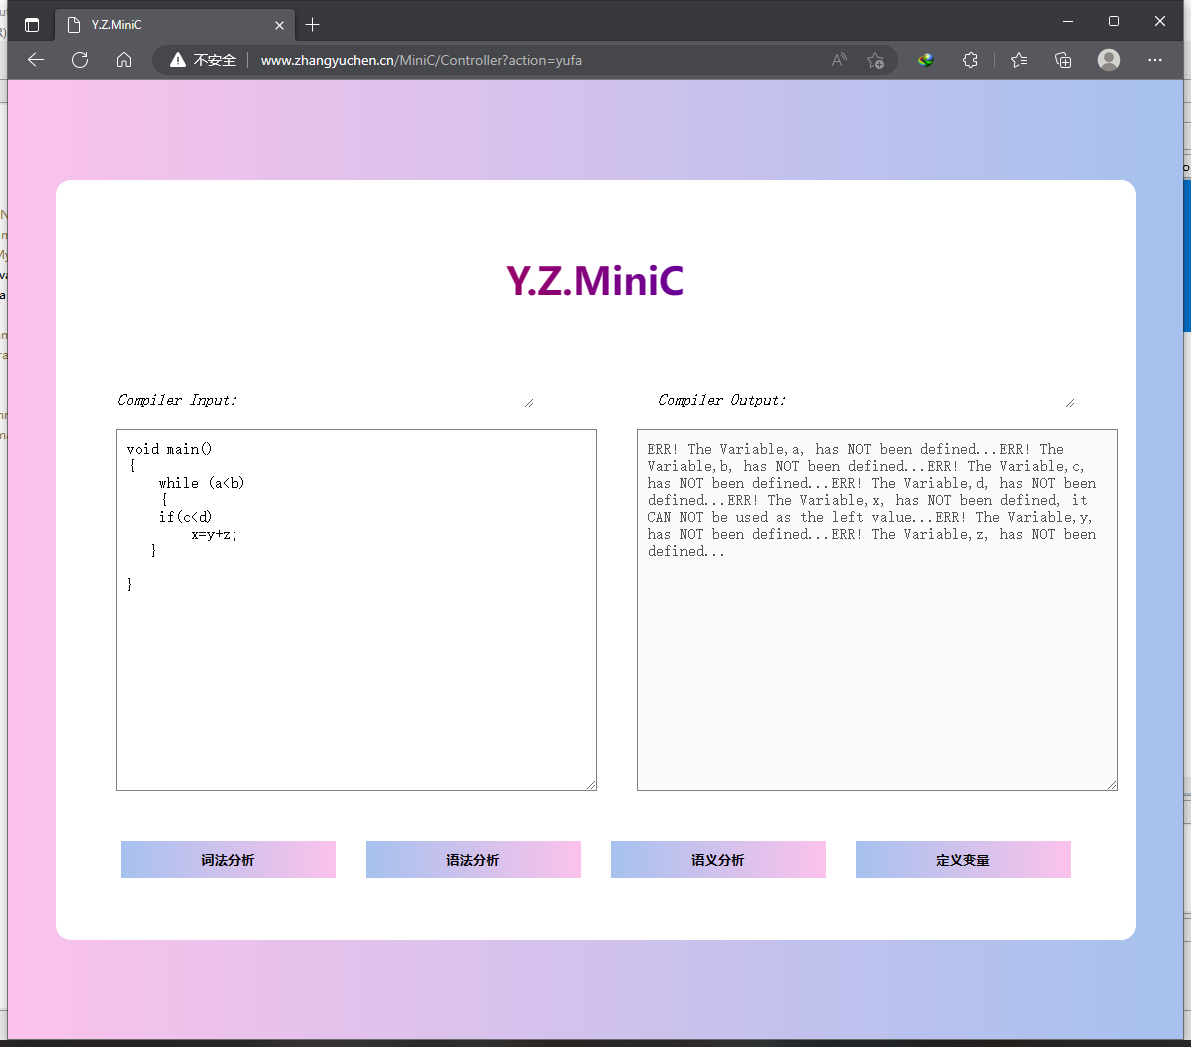 Y.Z.MiniC
不安全
www.zhangyuchen.cn/MiniC/Controller?action=yufa
Y.Z.MiniC
Compiler Input:
Compiler Output:
void main()
{
    while (a<b)
    {
    if(c<d)
        x=y+z;
   }

}
ERR! The Variable,a, has NOT been defined...ERR! The
Variable,b, has NOT been defined...ERR! The Variable,c,
has NOT been defined...ERR! The Variable,d, has NOT been
defined...ERR! The Variable,x, has NOT been defined, it
CAN NOT be used as the left value...ERR! The Variable,y,
has NOT been defined...ERR! The Variable,z, has NOT been
defined...
词法分析
语法分析
语义分析
定义变量